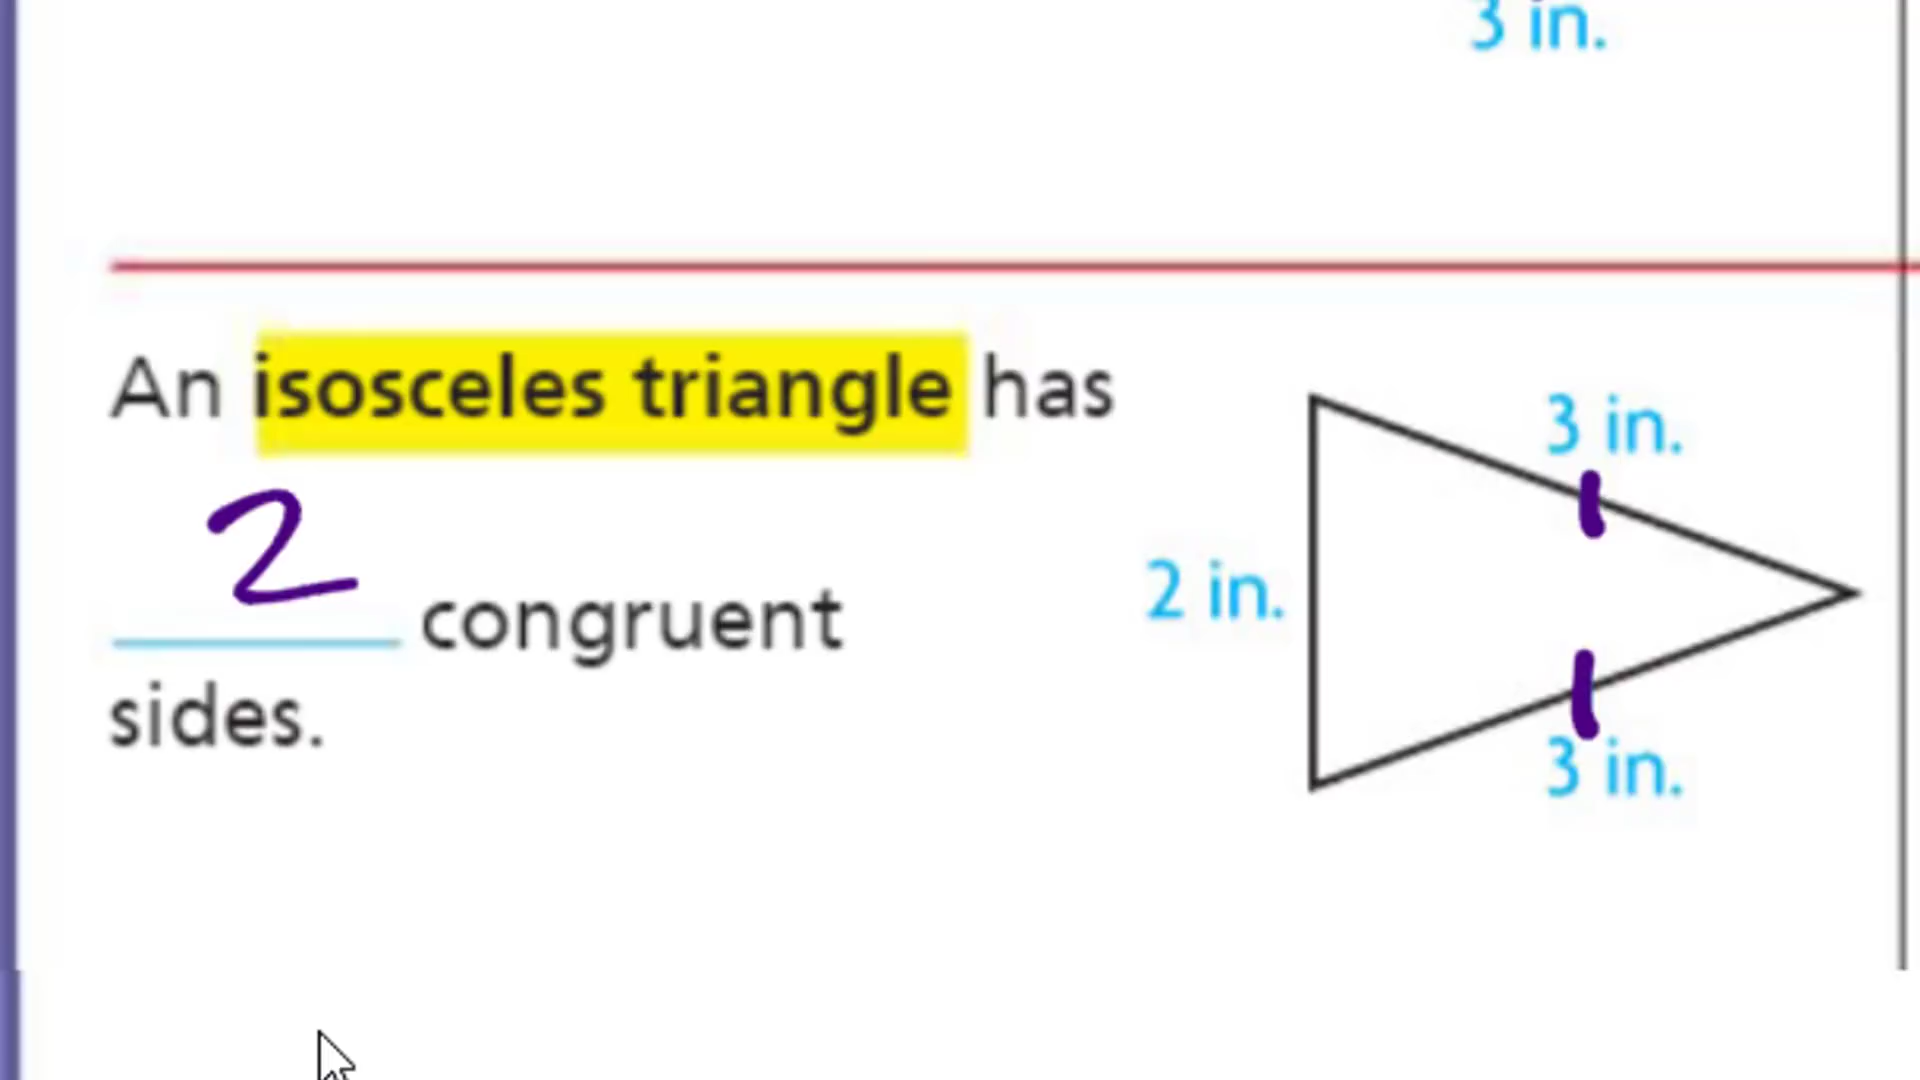 3 in.
An isosceles triangle has
2 congruent
sides.
3 in.
2 in.
3 in.